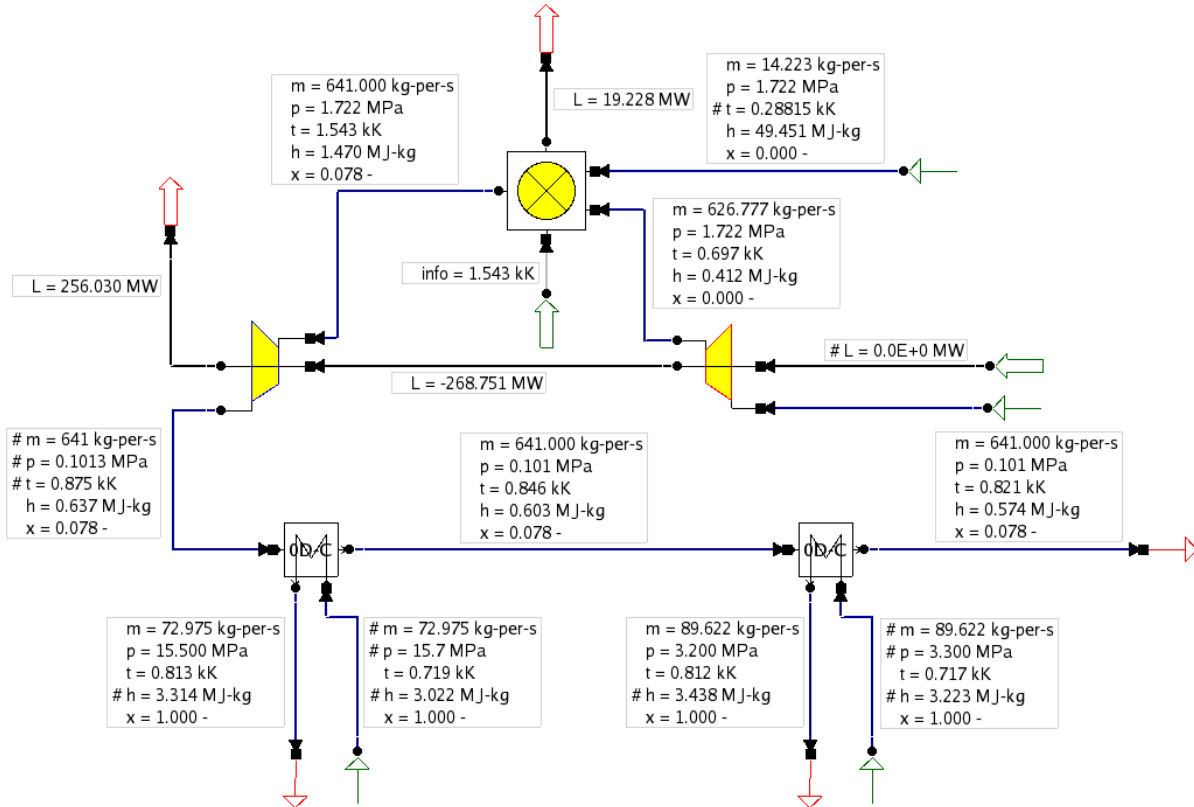 m = 641.000 kg-per-s
p = 1.722 MPa
t = 1.543 kK
h = 1.470 MJ-kg
x = 0.078 -
L = 19.228 MW
m = 14.223 kg-per-s
p = 1.722 MPa
# t = 0.28815 kK
h = 49.451 MJ-kg
x = 0.000 -
m = 626.777 kg-per-s
p = 1.722 MPa
t = 0.697 kK
h = 0.412 MJ-kg
x = 0.000 -
info = 1.543 kK
L = 256.030 MW
# L = 0.0E+0 MW
L = -268.751 MW
# m = 641 kg-per-s
# p = 0.1013 MPa
# t = 0.875 kK
h = 0.637 MJ-kg
x = 0.078 -
m = 641.000 kg-per-s
p = 0.101 MPa
t = 0.846 kK
h = 0.603 MJ-kg
x = 0.078 -
m = 641.000 kg-per-s
p = 0.101 MPa
t = 0.821 kK
h = 0.574 MJ-kg
x = 0.078 -
0D-C
0D-C
m = 72.975 kg-per-s
p = 15.500 MPa
t = 0.813 kK
# h = 3.314 MJ-kg
x = 1.000 -
# m = 72.975 kg-per-s
# p = 15.7 MPa
t = 0.719 kK
# h = 3.022 MJ-kg
x = 1.000 -
m = 89.622 kg-per-s
p = 3.200 MPa
t = 0.812 kK
# h = 3.438 MJ-kg
x = 1.000 -
# m = 89.622 kg-per-s
# p = 3.300 MPa
t = 0.717 kK
# h = 3.223 MJ-kg
x = 1.000 -